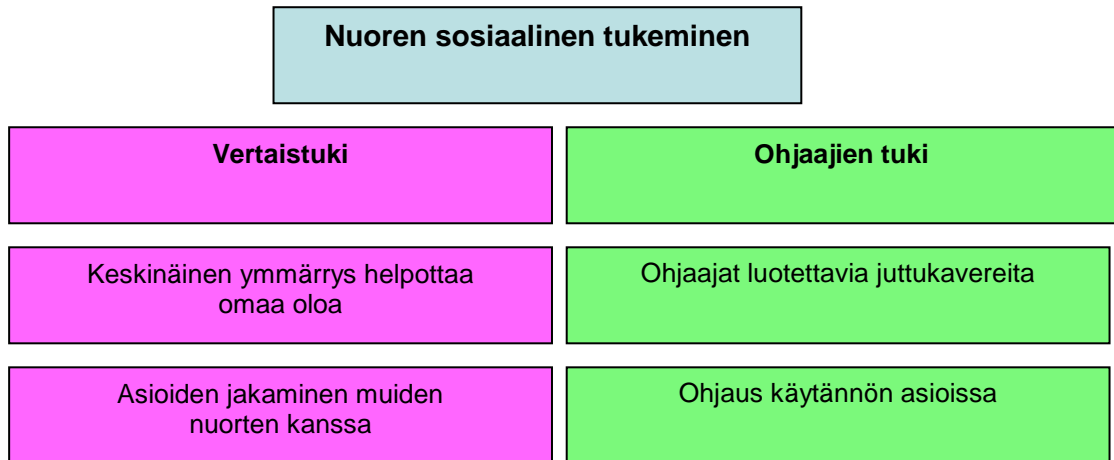 Nuoren sosiaalinen tukeminen
Vertaistuki
Ohjaajien tuki
Keskinäinen ymmärrys helpottaa
omaa oloa
Ohjaajat luotettavia juttukavereita
Asioiden jakaminen muiden
nuorten kanssa
Ohjaus käytännön asioissa